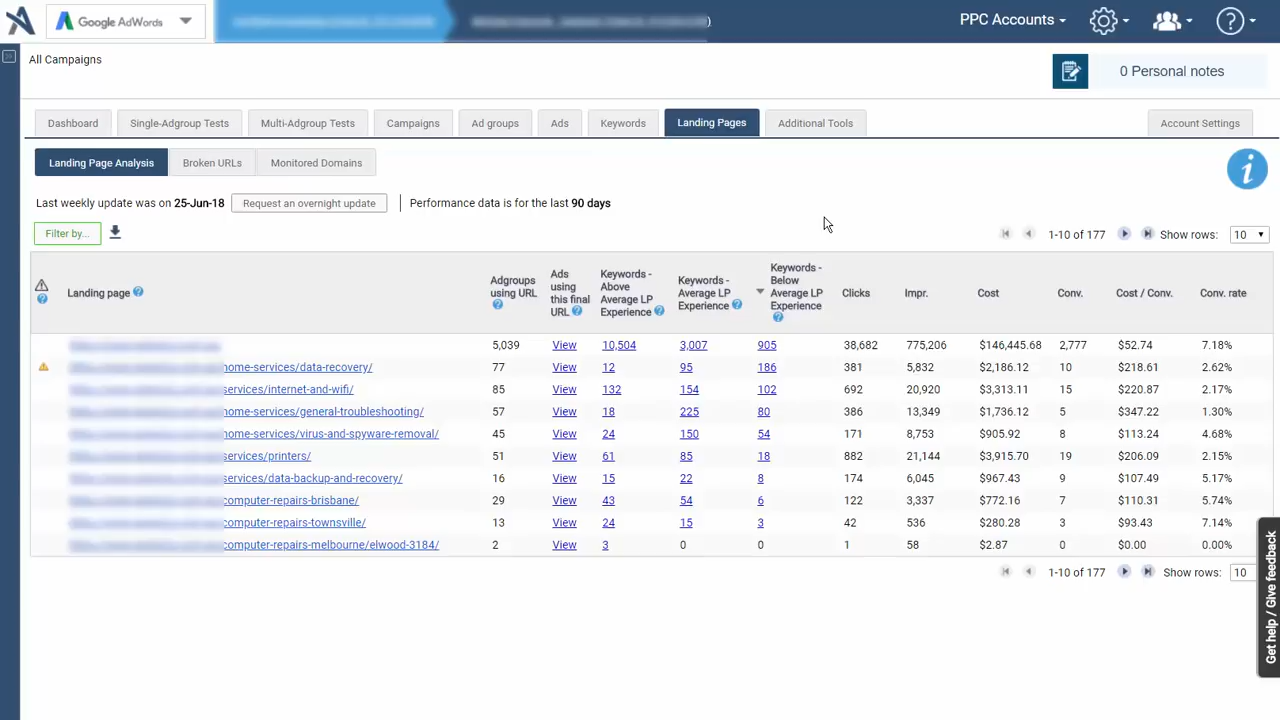 Google AdWords
PPC Accounts
All Campaigns
0 Personal notes
Dashboard Single-Adgroup Tests Multi-Adgroup Tests Campaigns Ad groups Ads Keywords Landing Pages Additional Tools Account Settings
Landing Page Analysis Broken URLs Monitored Domains
Last weekly update was on 25-Jun-18 Request an overnight update Performance data is for the last 90 days
Filter by... 1-10 of 177 Show rows: 10
Landing page
Adgroups
using URL
Ads
using
this final
URL
Keywords -
Above
Average LP
Experience
Keywords -
Average LP
Experience
Keywords -
Below
Average LP
Experience
Clicks
Impr.
Cost
Conv.
Cost / Conv.
Conv. rate
5,039 View 10,504 3,007 905 38,682 775,206 $146,445.68 2,777 $52.74 7.18%
home-services/data-recovery/ 77 View 12 95 186 381 5,832 $2,186.12 10 $218.61 2.62%
services/internet-and-wifi/ 85 View 132 154 102 692 20,920 $3,313.11 15 $220.87 2.17%
home-services/general-troubleshooting/ 57 View 18 225 80 386 13,349 $1,736.12 5 $347.22 1.30%
home-services/virus-and-spyware-removal/ 45 View 24 150 54 171 8,753 $905.92 8 $113.24 4.68%
services/printers/ 51 View 61 85 18 882 21,144 $3,915.70 19 $206.09 2.15%
services/data-backup-and-recovery/ 16 View 15 22 8 174 6,045 $967.43 9 $107.49 5.17%
computer-repairs-brisbane/ 29 View 43 54 6 122 3,337 $772.16 7 $110.31 5.74%
computer-repairs-townsville/ 13 View 24 15 3 42 536 $280.28 3 $93.43 7.14%
computer-repairs-melbourne/elwood-3184/ 2 View 3 0 0 1 58 $2.87 0 $0.00 0.00%
1-10 of 177 Show rows: 10
Get help / Give feedback